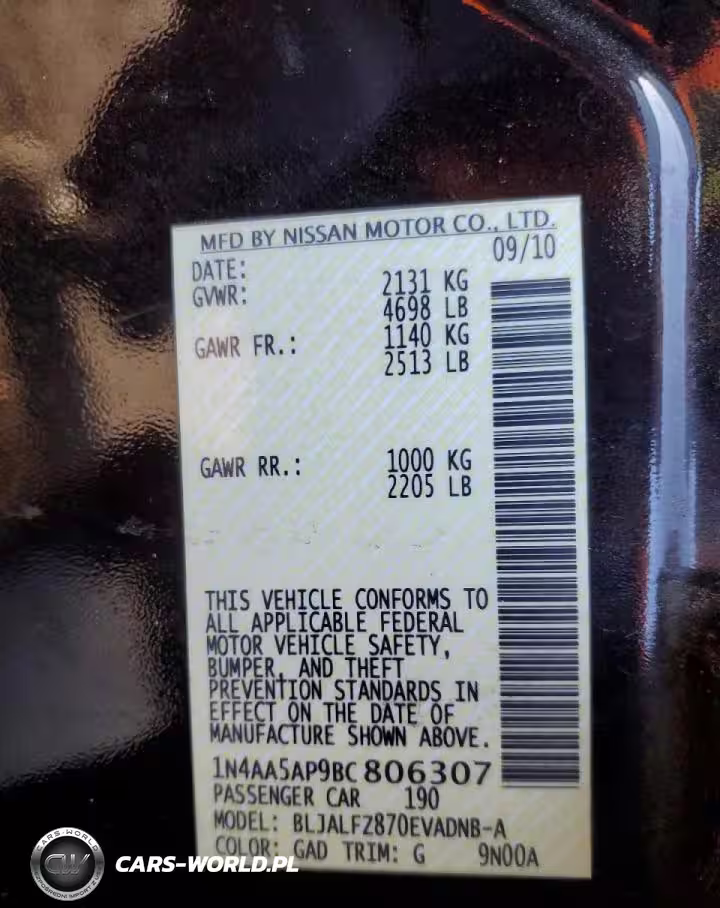 MFD BY NISSAN MOTOR CO., LTD.
DATE: 09/10
GVWR: 2131 KG
4698 LB
GAWR FR.: 1140 KG
2513 LB
GAWR RR.: 1000 KG
2205 LB
THIS VEHICLE CONFORMS TO
ALL APPLICABLE FEDERAL
MOTOR VEHICLE SAFETY,
BUMPER, AND THEFT
PREVENTION STANDARDS IN
EFFECT ON THE DATE OF
MANUFACTURE SHOWN ABOVE.
1N4AA5AP9BC806307
PASSENGER CAR 190
MODEL: BLJALFZ870EVADNB-A
COLOR: GAD TRIM: G 9N00A
CARS-WORLD
CW
CARS-WORLD.PL